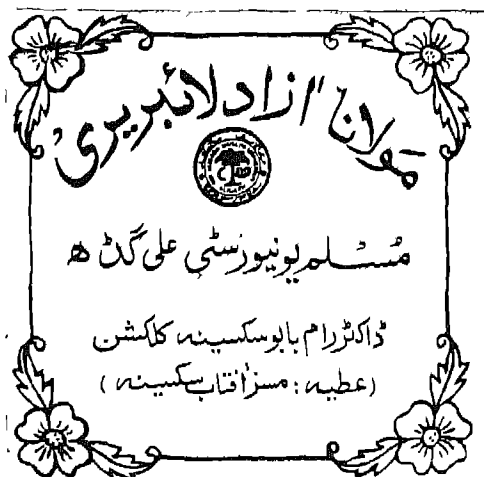 مولانا آزاد لائبریری
مسلم یونیورسٹی علی گڑھ
ڈاکٹر رام بابو سکسینہ کلکشن
(عطیہ: مسز آفتاب سکسینہ)